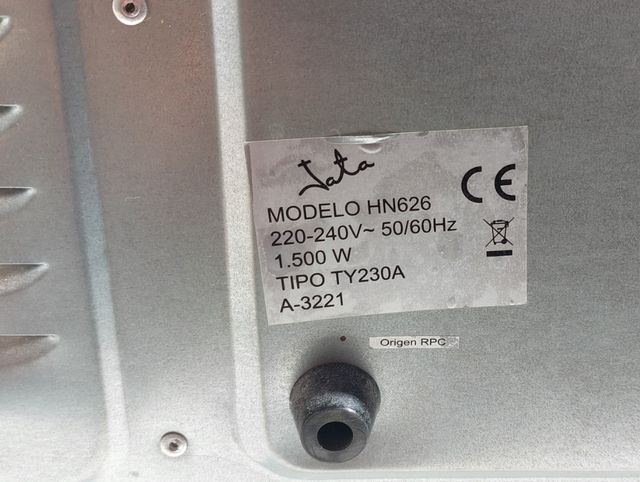 Jata
CE
MODELO HN626
220-240V~ 50/60Hz
1.500 W
TIPO TY230A
A-3221
Origen RPC